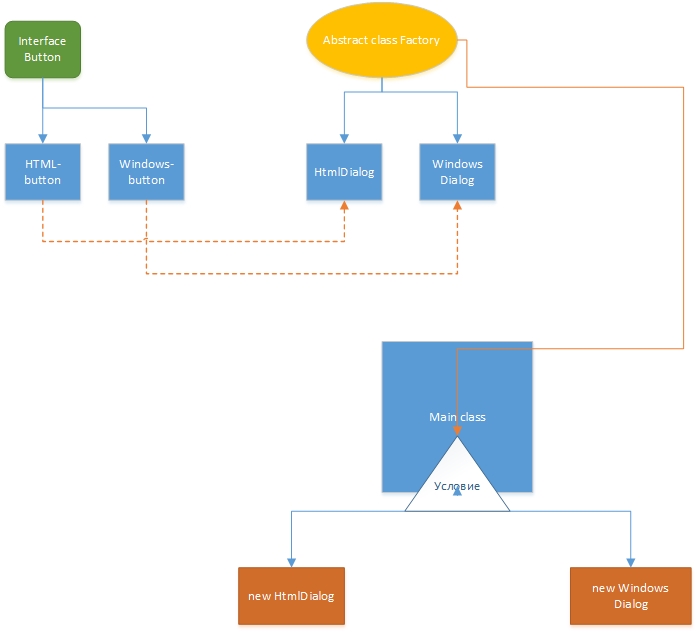 Interface
Button
Abstract class Factory
HTML-
button
Windows-
button
HtmlDialog
Windows
Dialog
Main class
Условие
new HtmlDialog
new Windows
Dialog